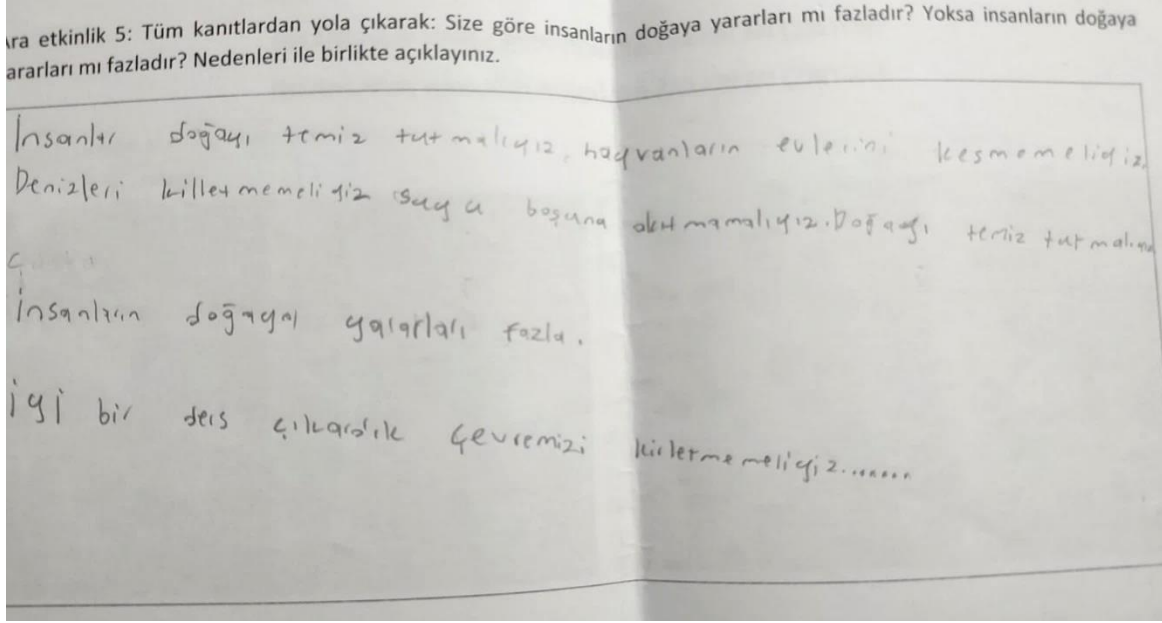 ra etkinlik 5: Tüm kanıtlardan yola çıkarak: Size göre insanların doğaya yararları mı fazladır? Yoksa insanların doğaya
ararları mı fazladır? Nedenleri ile birlikte açıklayınız.
İnsanlar doğayı temiz tutmalıyız, hayvanların evlerini kesmemeliyiz.
Denizleri killetmemeliyiz suyu boşuna akıtmamalıyız. Doğayı temiz tutmalıyız
İnsanların doğaya yararları fazla.
İyi bir ders çıkardık çevremizi kirletmemeliyiz........